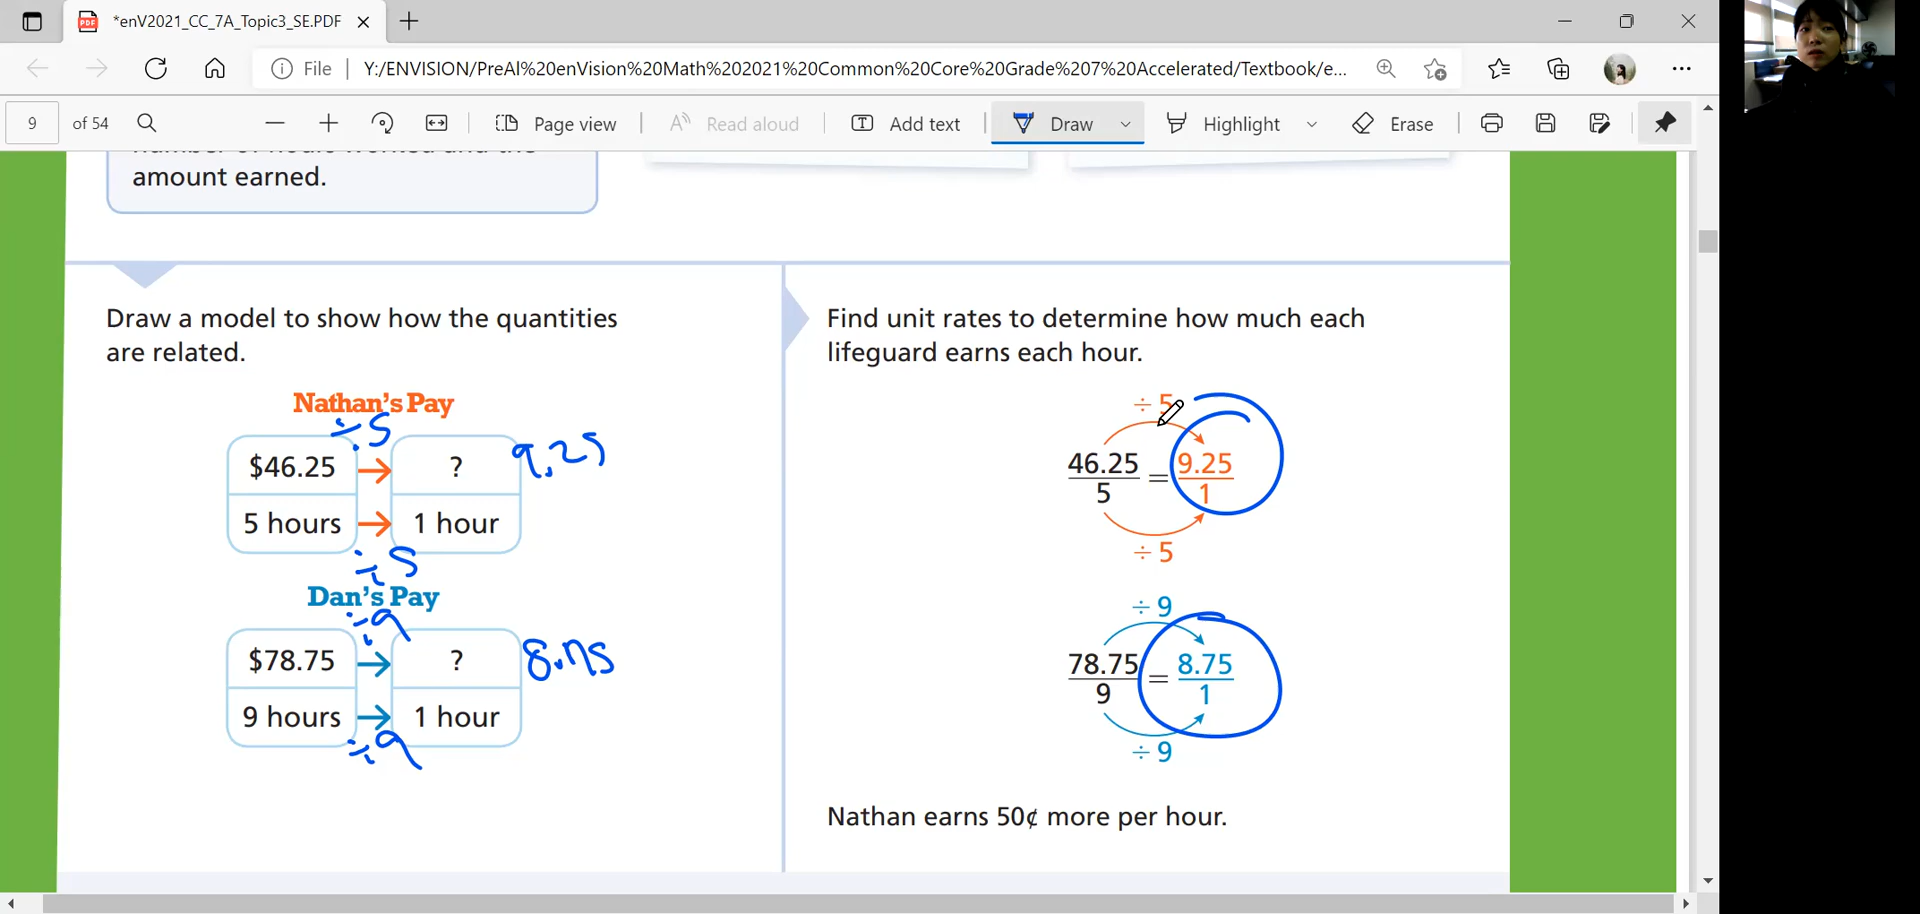 *enV2021_CC_7A_Topic3_SE.PDF
File
Y:/ENVISION/PreAl%20enVision%20Math%202021%20Common%20Core%20Grade%207%20Accelerated/Textbook/e...
9 of 54
Page view
Read aloud
Add text
Draw
Highlight
Erase
amount earned.
Draw a model to show how the quantities
are related.
Nathan's Pay
÷5
$46.25 → ? 9.25
5 hours → 1 hour
÷5
Dan's Pay
÷9
$78.75 → ? 8.75
9 hours → 1 hour
÷9
Find unit rates to determine how much each
lifeguard earns each hour.
÷ 5
46.25 = 9.25
5 1
÷ 5
÷ 9
78.75 = 8.75
9 1
÷ 9
Nathan earns 50¢ more per hour.